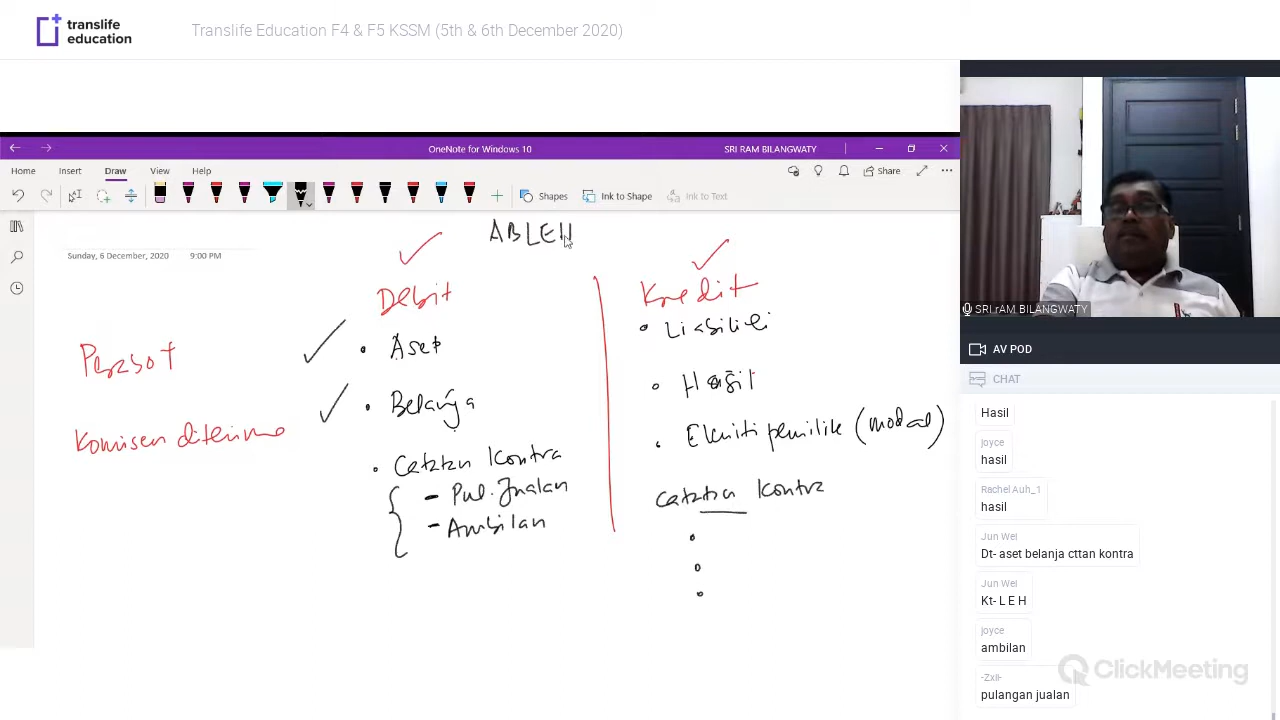 translife
education
Translife Education F4 & F5 KSSM (5th & 6th December 2020)
OneNote for Windows 10
SRI RAM BILANGWATY
Home
Insert
Draw
View
Help
Share
Shapes
Ink to Shape
Ink to Text
Sunday, 6 December, 2020
9:00 PM
ABLEH
Debit
Kredit
Perabot
Komisen diterima
• Aset
• Belanja
• Catatan Kontra
- Pul. Jualan
- Ambilan
• Liabiliti
• Hasil
• Ekuiti pemilik (modal)
Catatan Kontra
SRI rAM BILANGWATY
AV POD
CHAT
Hasil
joyce
hasil
Rachel Auh_1
hasil
Jun Wei
Dt- aset belanja cttan kontra
Jun Wei
Kt- L E H
joyce
ambilan
-Zxll-
pulangan jualan
ClickMeeting